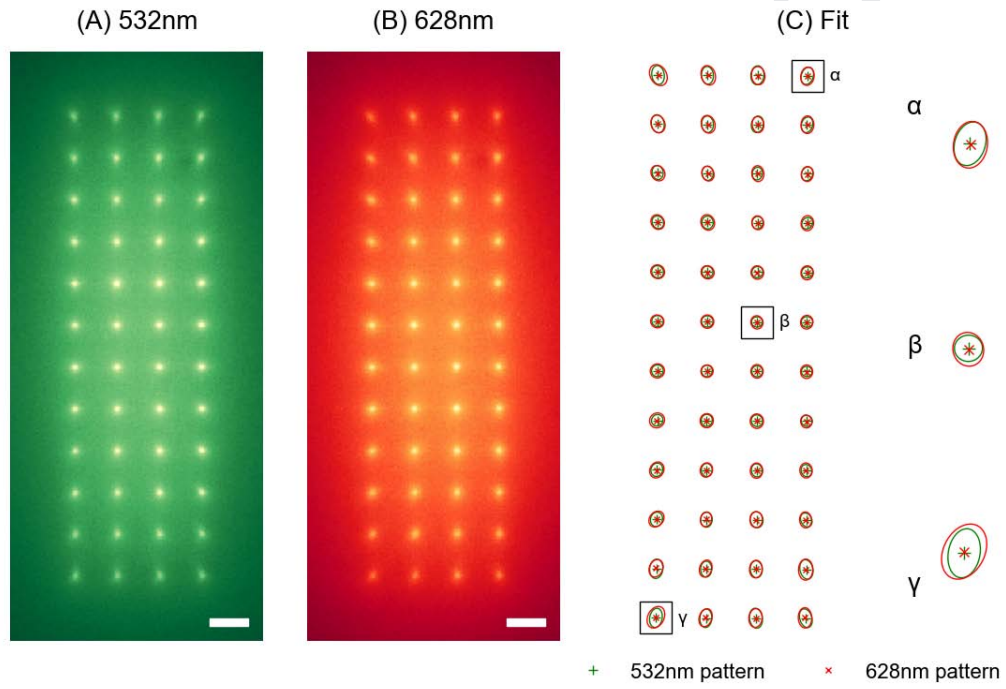 (A) 532nm
(B) 628nm
(C) Fit
α
α
β
β
γ
γ
+ 532nm pattern
× 628nm pattern